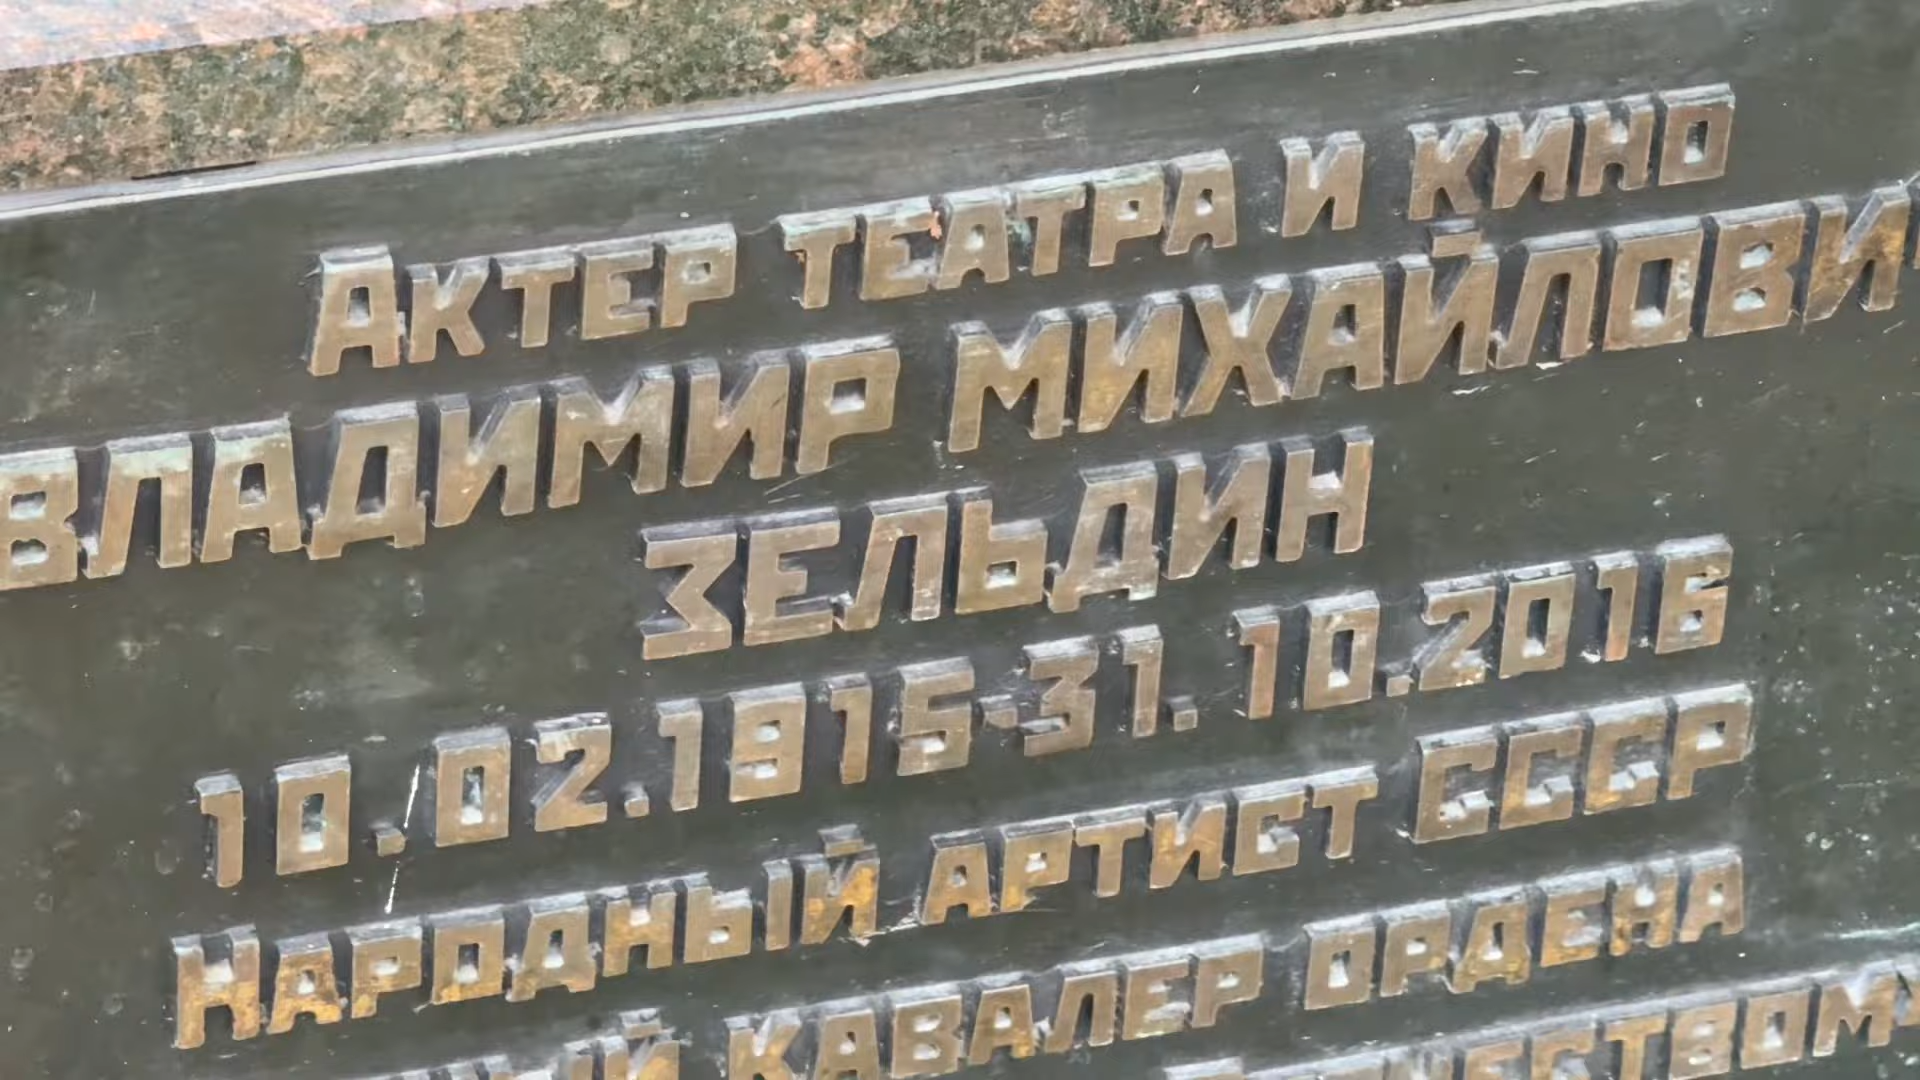 Актер театра и кино
Владимир Михайлови
Зельдин
10.02.1915-31.10.2016
Народный артист СССР
кавалер ордена